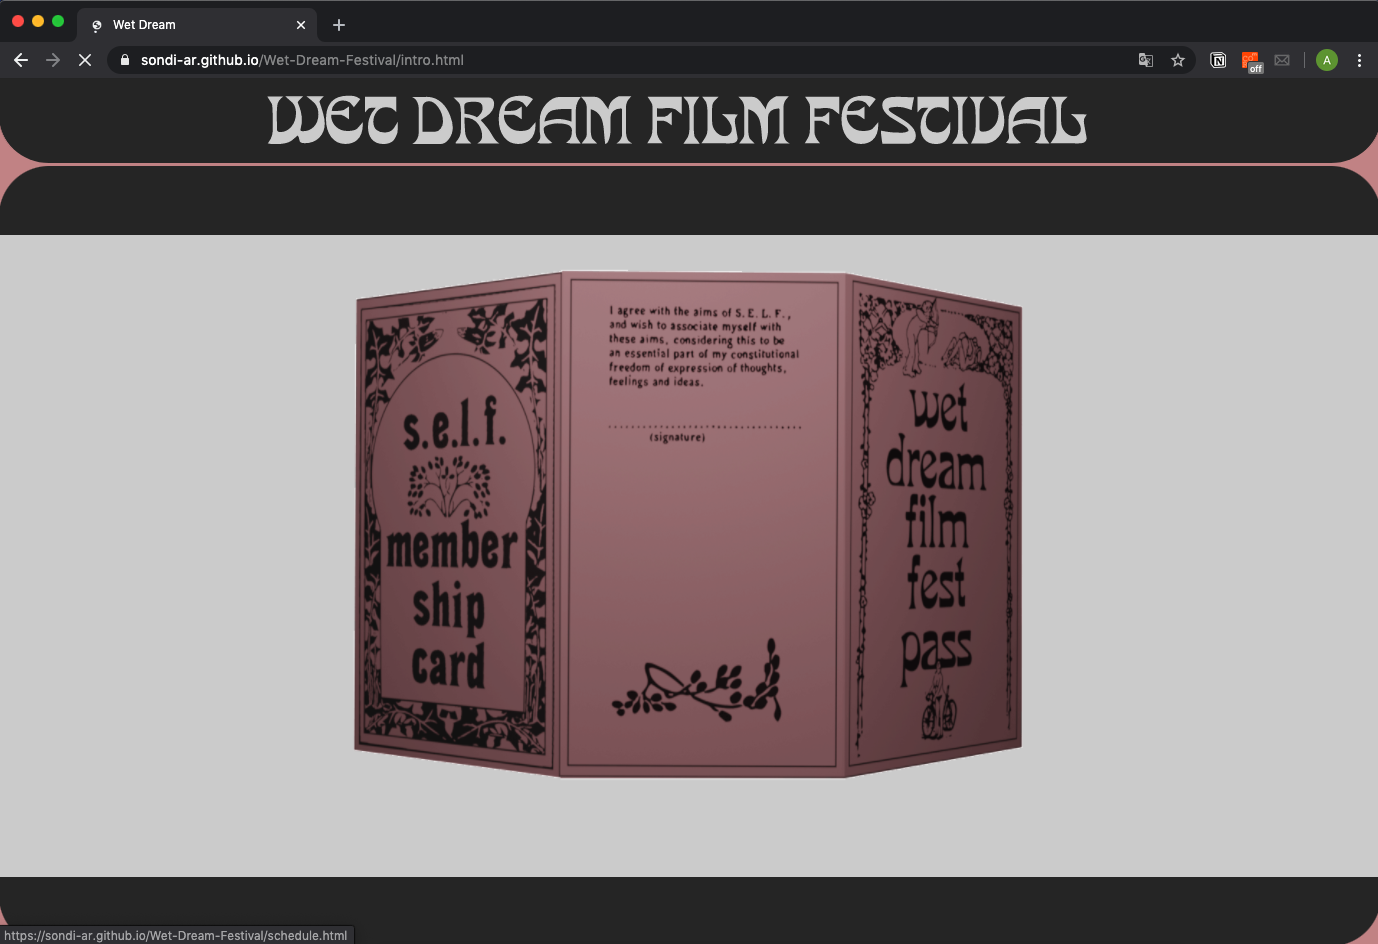 Wet Dream
sondi-ar.github.io/Wet-Dream-Festival/intro.html
off
A
WET DREAM FILM FESTIVAL
s.e.l.f.
member
ship
card
I agree with the aims of S. E. L. F.,
and wish to associate myself with
these aims, considering this to be
an essential part of my constitutional
freedom of expression of thoughts,
feelings and ideas.
(signature)
wet
dream
film
fest
pass
https://sondi-ar.github.io/Wet-Dream-Festival/schedule.html